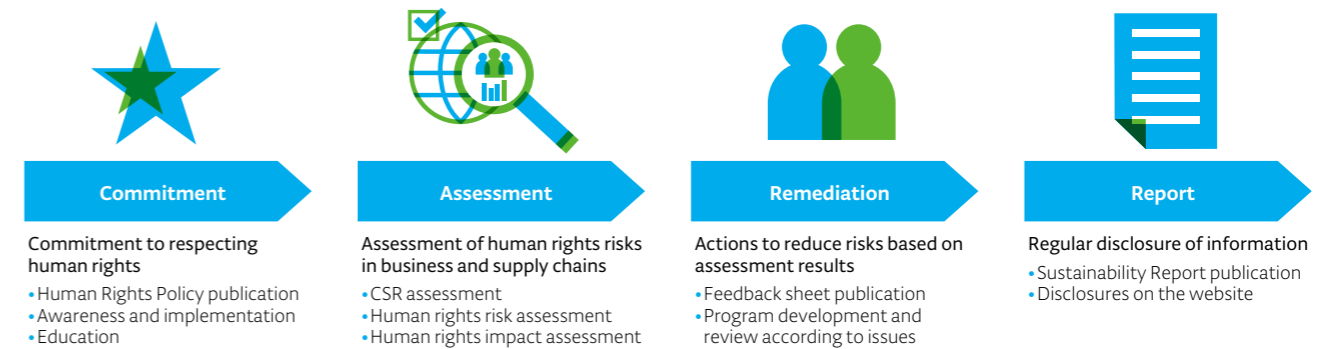 Commitment
Commitment to respecting
human rights
•Human Rights Policy publication
•Awareness and implementation
•Education
Assessment
Assessment of human rights risks
in business and supply chains
•CSR assessment
•Human rights risk assessment
•Human rights impact assessment
Remediation
Actions to reduce risks based on
assessment results
•Feedback sheet publication
•Program development and
review according to issues
Report
Regular disclosure of information
•Sustainability Report publication
•Disclosures on the website